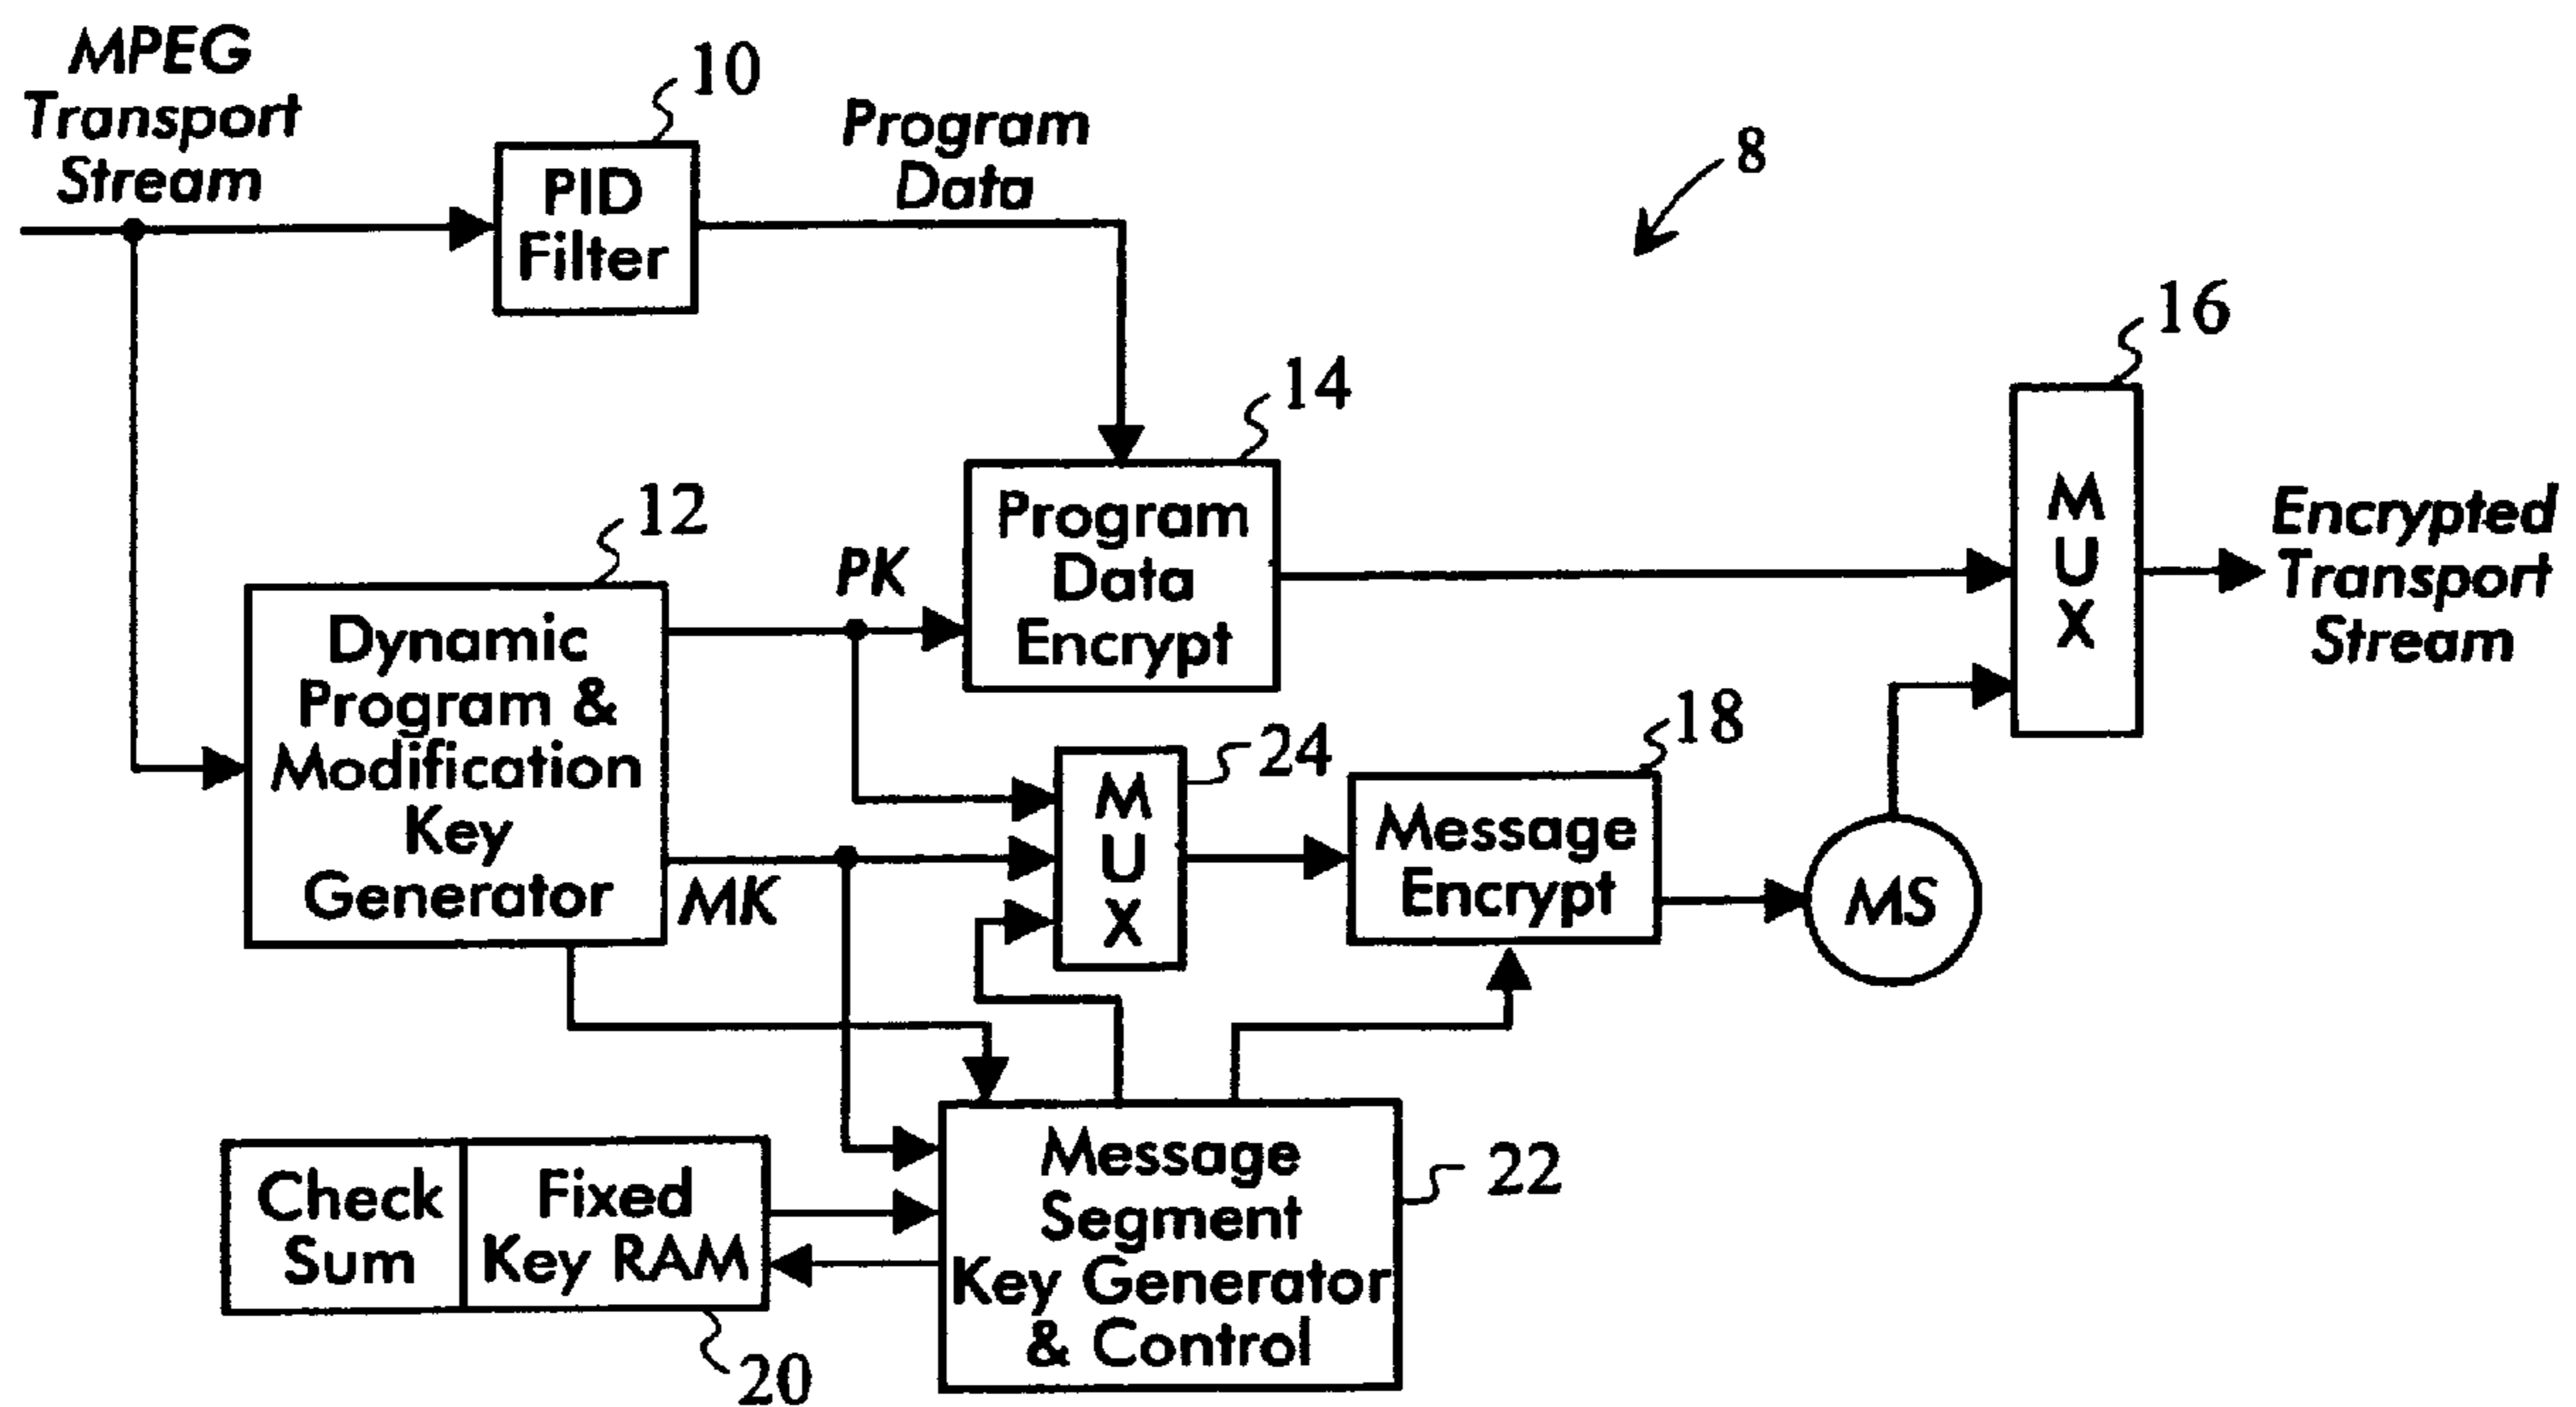 MPEG
Transport
Stream
10
PID
Filter
Program
Data
8
16
14
Program
Data
Encrypt
M
U
X
Encrypted
Transport
Stream
12
Dynamic
Program &
Modification
Key
Generator
PK
MK
24
M
U
X
18
Message
Encrypt
MS
Check
Sum
Fixed
Key RAM
20
Message
Segment
Key Generator
& Control
22